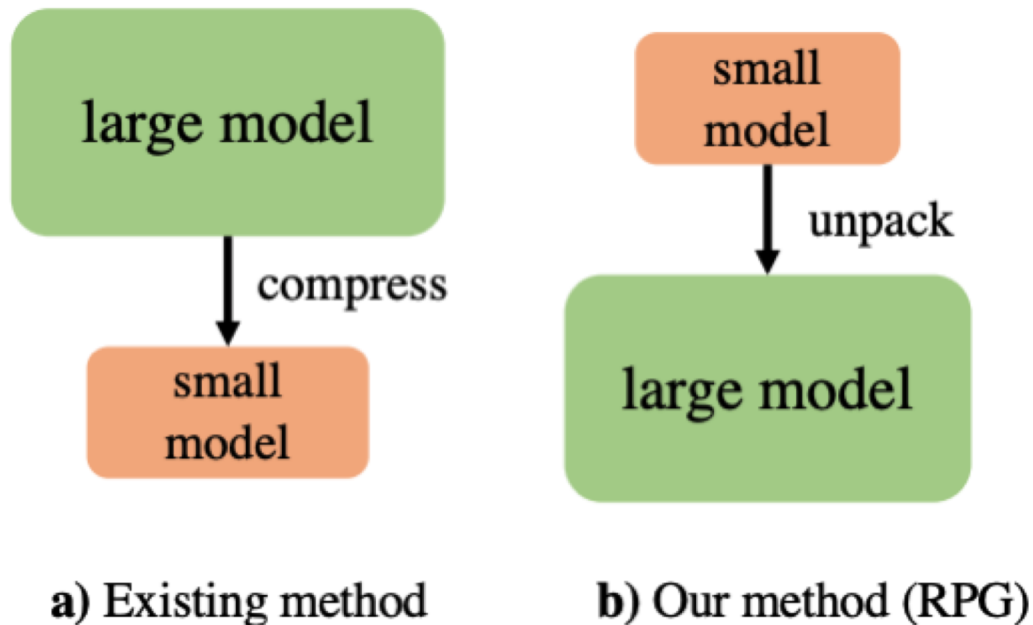 large model
compress
small
model
a) Existing method
small
model
unpack
large model
b) Our method (RPG)